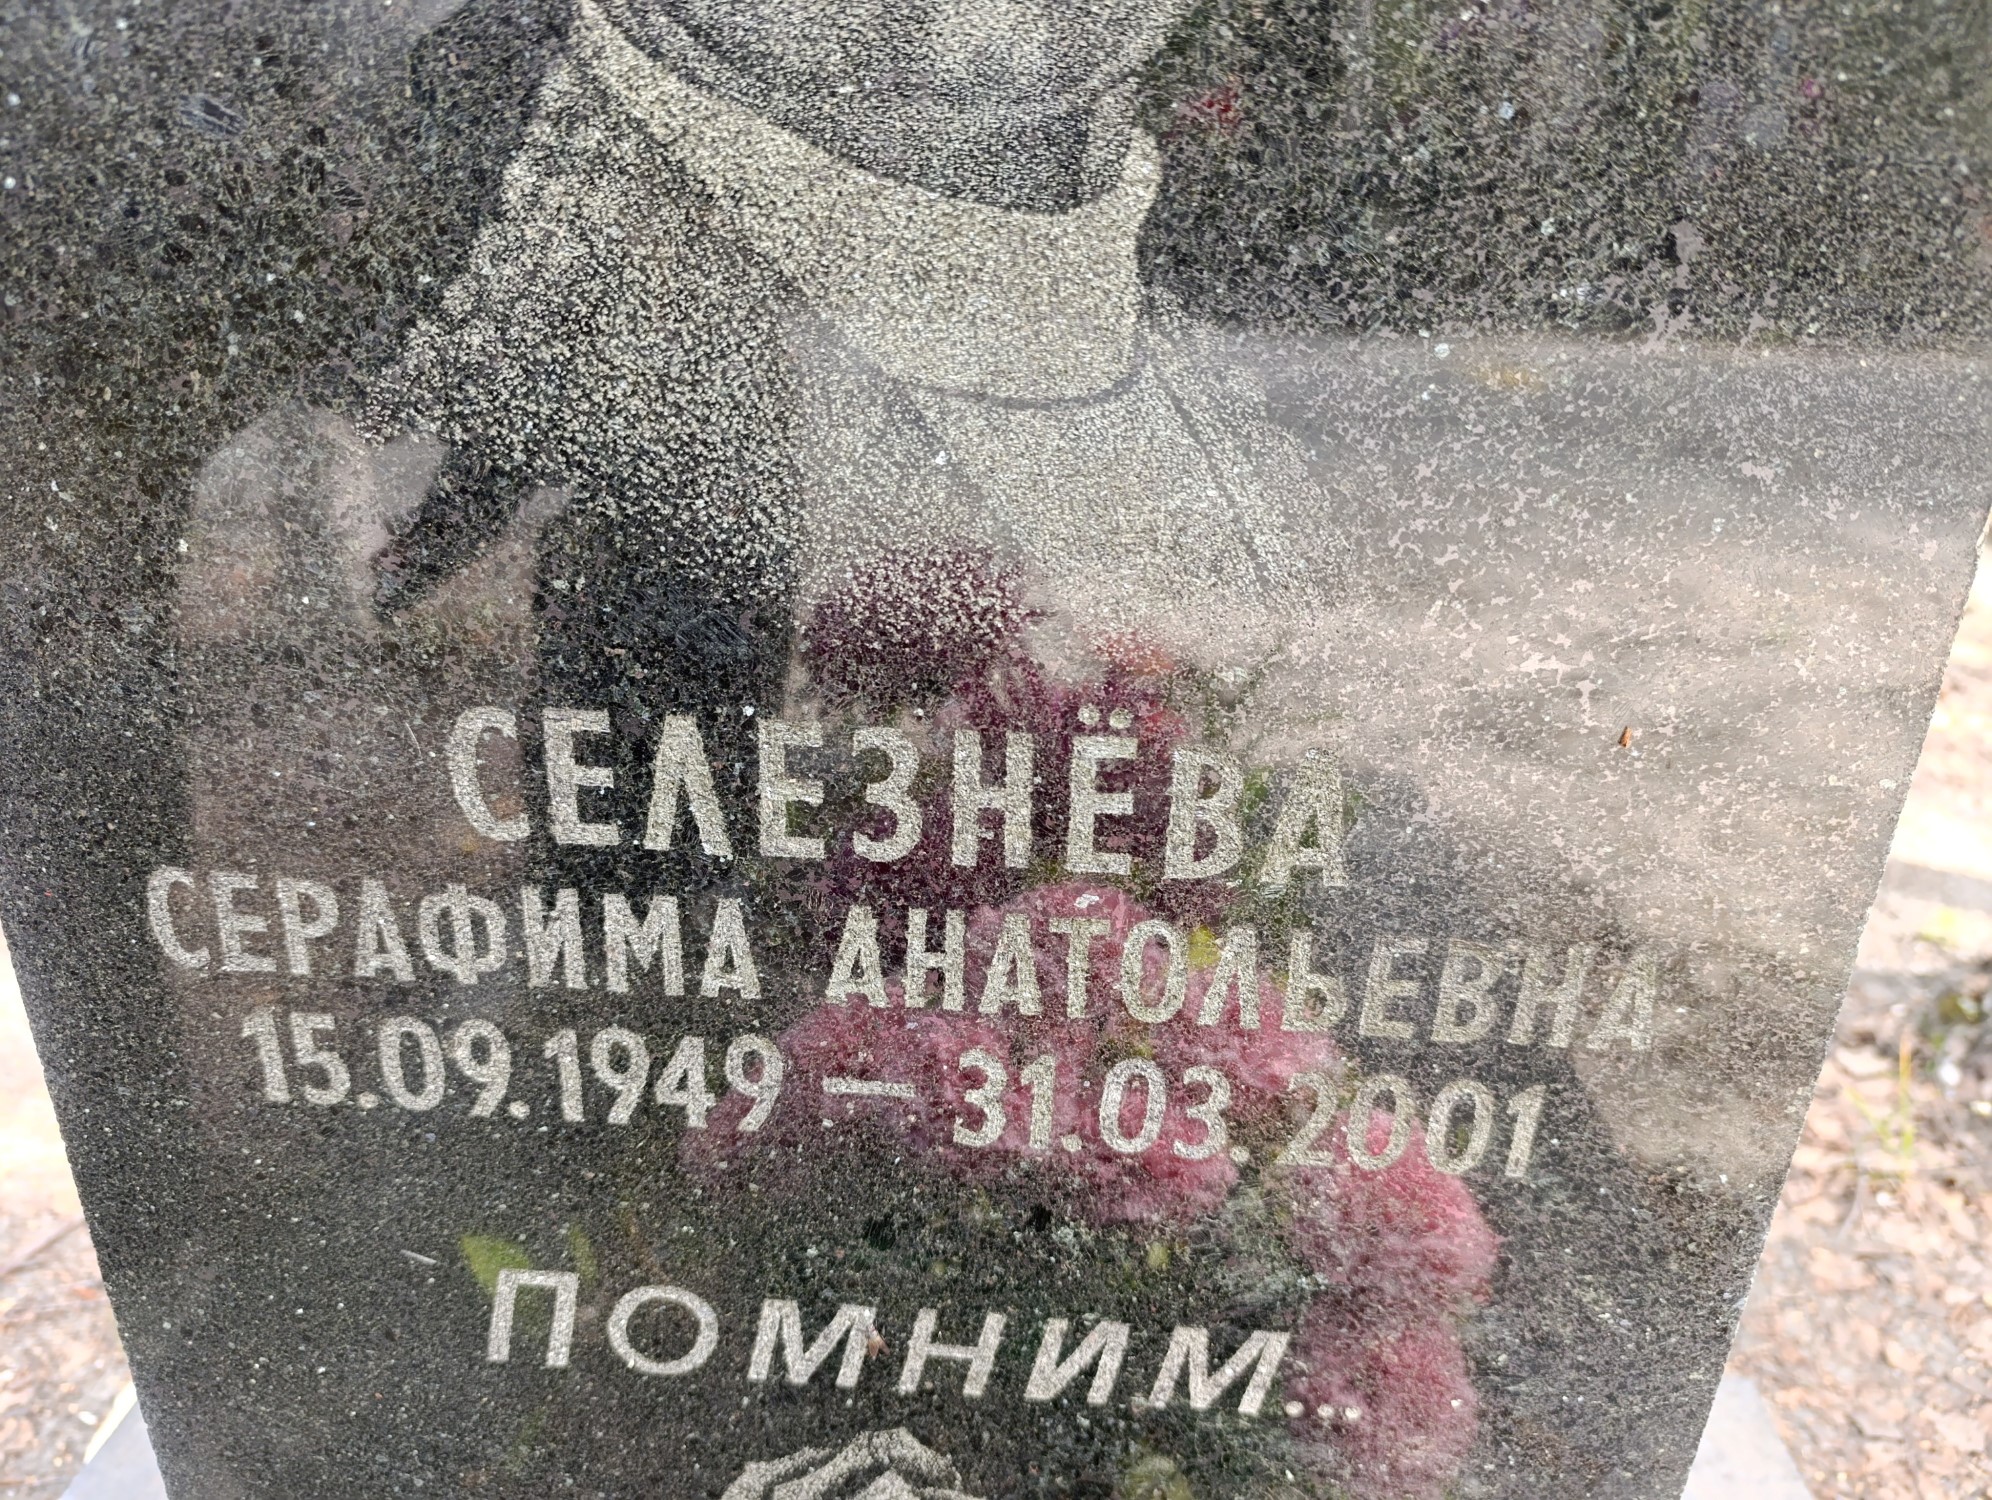 СЕЛЕЗНЁВА
СЕРАФИМА АНАТОЛЬЕВНА
15.09.1949 — 31.03.2001
ПОМНИМ...